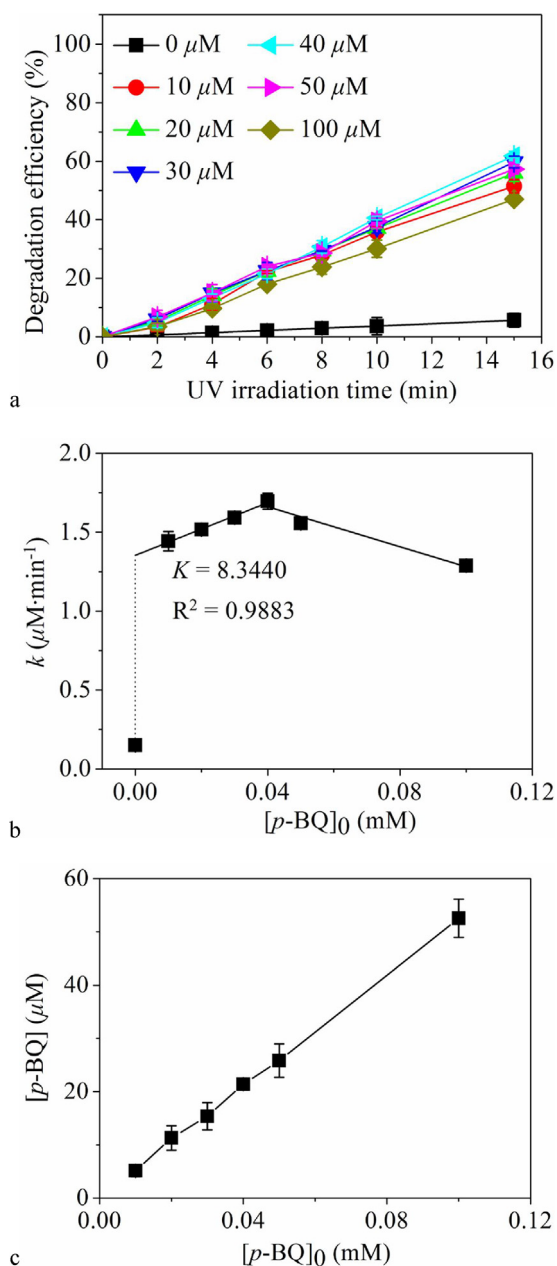 100
80
60
40
20
0
Degradation efficiency (%)
0 µM
10 µM
20 µM
30 µM
40 µM
50 µM
100 µM
0 2 4 6 8 10 12 14 16
UV irradiation time (min)
a
2.0
1.5
1.0
0.5
0.0
k (µM·min⁻¹)
K = 8.3440
R² = 0.9883
0.00 0.04 0.08 0.12
[p-BQ]₀ (mM)
b
60
40
20
0
[p-BQ] (µM)
0.00 0.04 0.08 0.12
[p-BQ]₀ (mM)
c